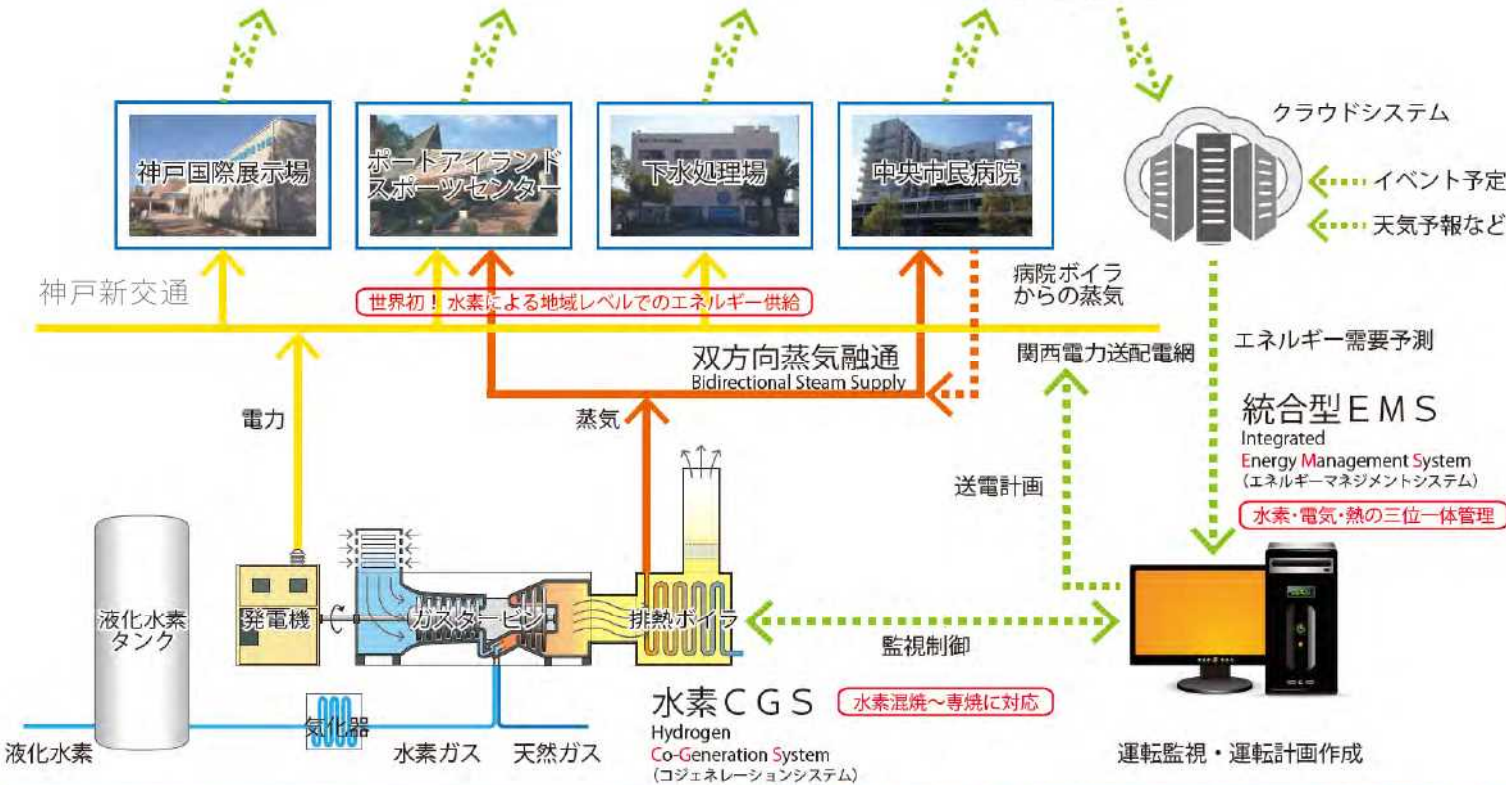 クラウドシステム
神戸国際展示場
ポートアイランド
スポーツセンター
下水処理場
中央市民病院
イベント予定
天気予報など
神戸新交通
世界初！水素による地域レベルでのエネルギー供給
病院ボイラ
からの蒸気
双方向蒸気融通
Bidirectional Steam Supply
関西電力送配電網
エネルギー需要予測
電力
蒸気
統合型ＥＭＳ
Integrated
Energy Management System
（エネルギーマネジメントシステム）
送電計画
水素・電気・熱の三位一体管理
液化水素
タンク
発電機
ガスタービン
排熱ボイラ
監視制御
水素ＣＧＳ
水素混焼～専焼に対応
Hydrogen
Co-Generation System
（コジェネレーションシステム）
気化器
液化水素
水素ガス
天然ガス
運転監視・運転計画作成